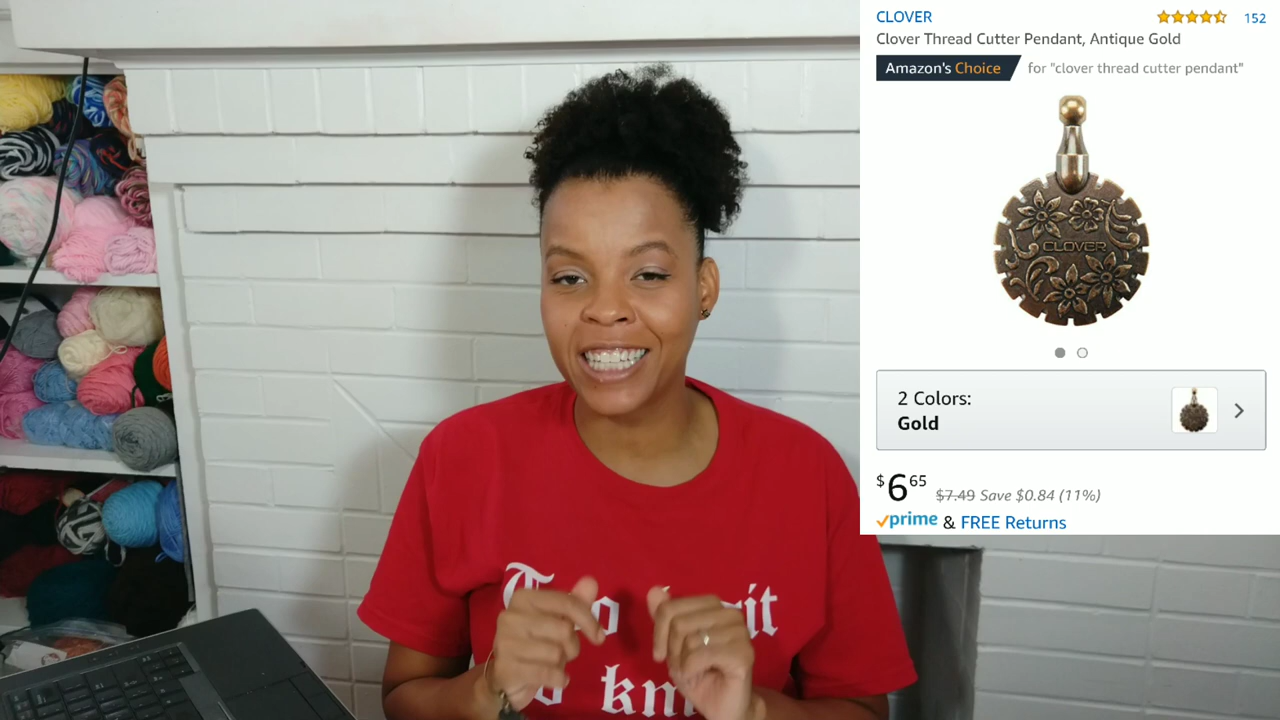 CLOVER 152
Clover Thread Cutter Pendant, Antique Gold
Amazon's Choice for "clover thread cutter pendant"
CLOVER
2 Colors:
Gold
$6 65 $7.49 Save $0.84 (11%)
prime & FREE Returns